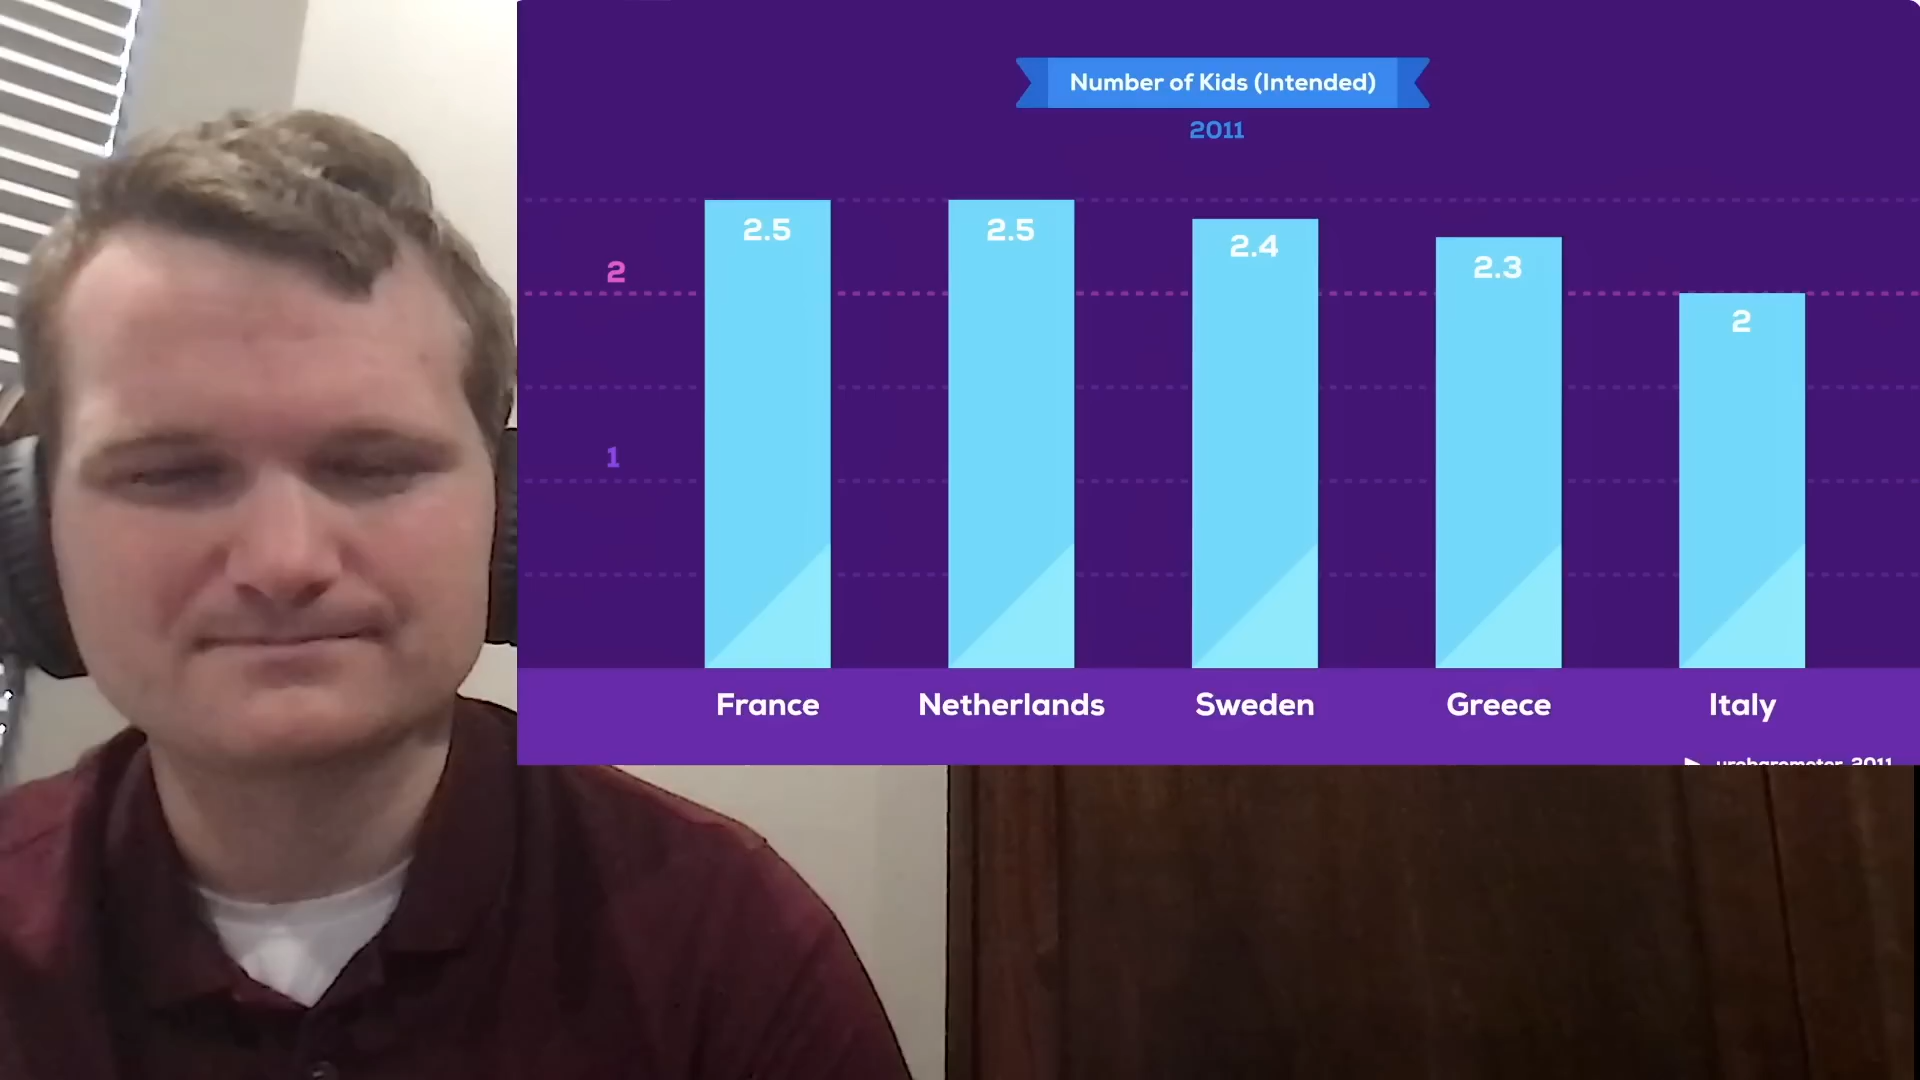 Number of Kids (Intended)
2011
2.5
2.5
2.4
2.3
2
2
1
France
Netherlands
Sweden
Greece
Italy
2011